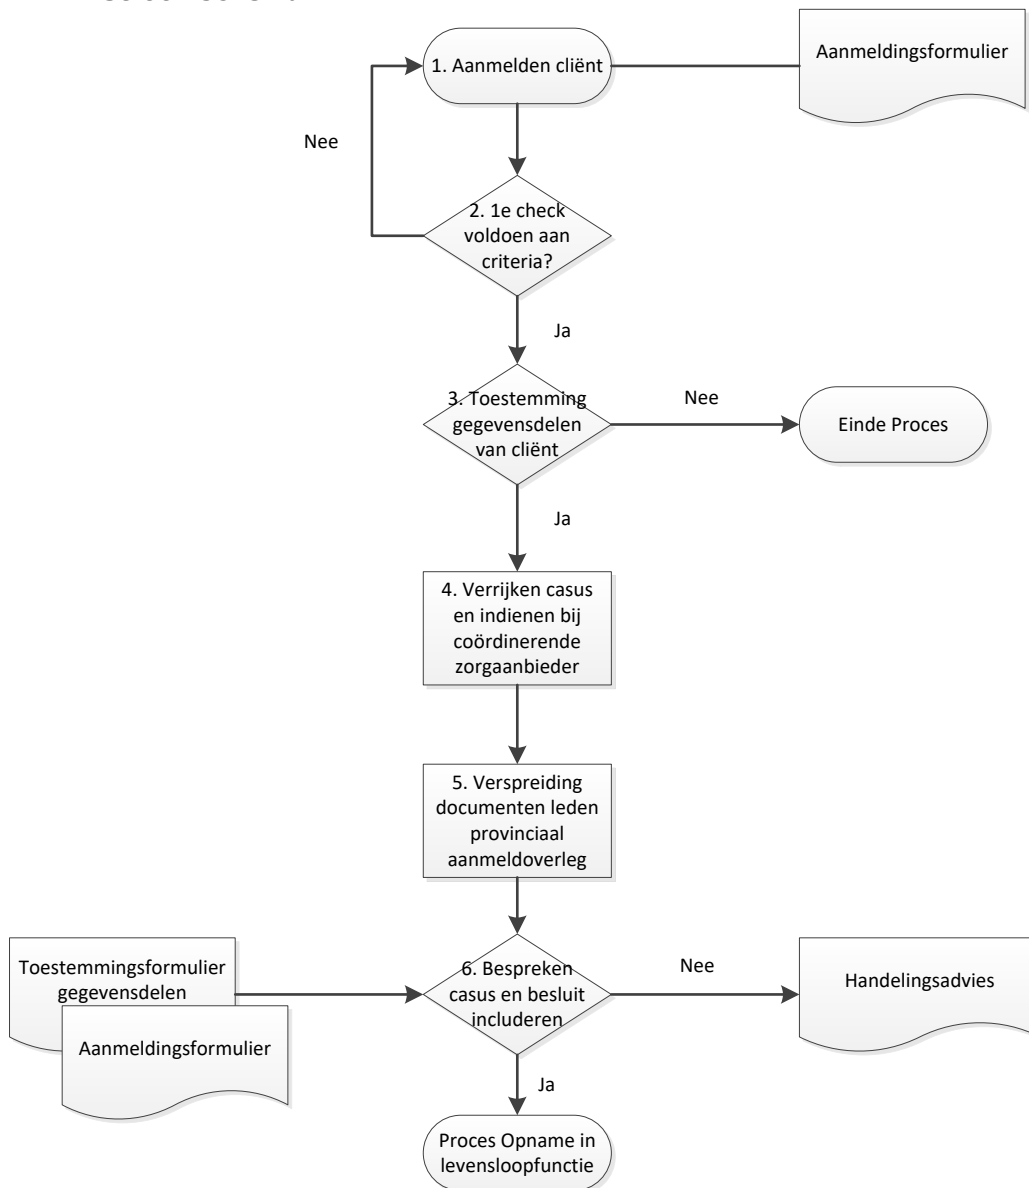 1. Aanmelden cliënt
Aanmeldingsformulier
Nee
2. 1e check
voldoen aan
criteria?
Ja
3. Toestemming
gegevensdelen
van cliënt
Nee
Einde Proces
Ja
4. Verrijken casus
en indienen bij
coördinerende
zorgaanbieder
5. Verspreiding
documenten leden
provinciaal
aanmeldoverleg
Toestemmingsformulier
gegevensdelen
Aanmeldingsformulier
6. Bespreken
casus en besluit
includeren
Nee
Handelingsadvies
Ja
Proces Opname in
levensloopfunctie